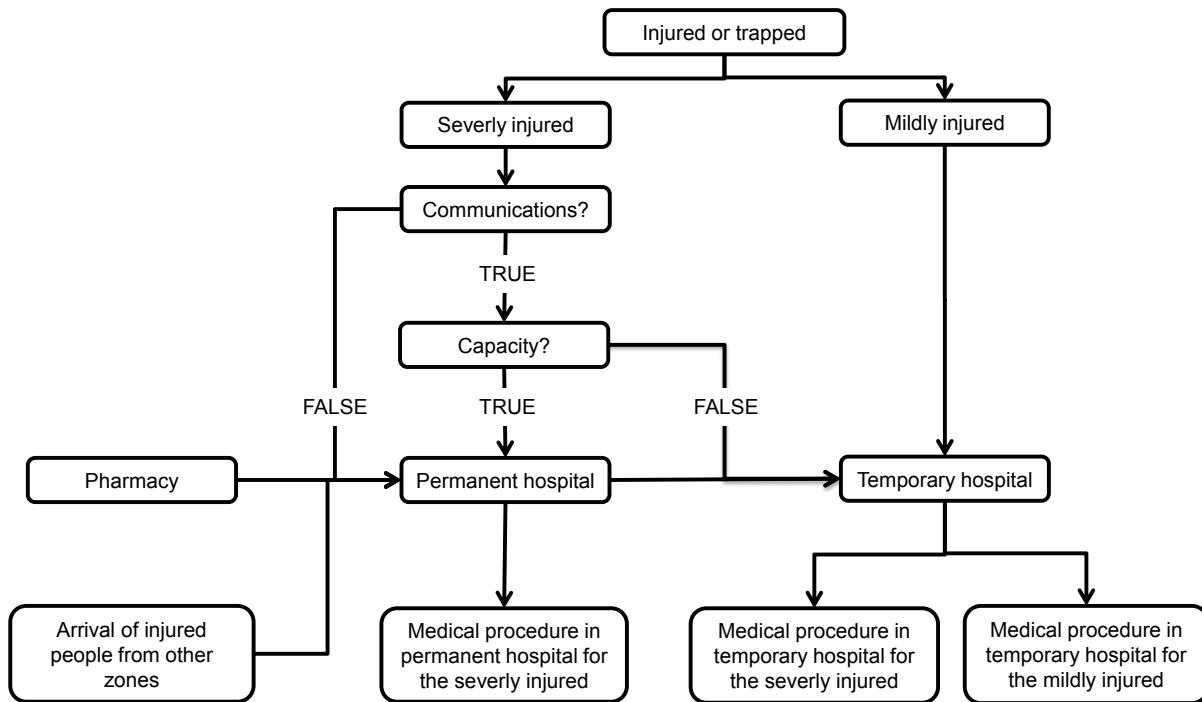 Injured or trapped
Severly injured
Mildly injured
Communications?
TRUE
Capacity?
FALSE
TRUE
FALSE
Pharmacy
Permanent hospital
Temporary hospital
Arrival of injured
people from other
zones
Medical procedure in
permanent hospital for
the severly injured
Medical procedure in
temporary hospital for
the severly injured
Medical procedure in
temporary hospital for
the mildly injured